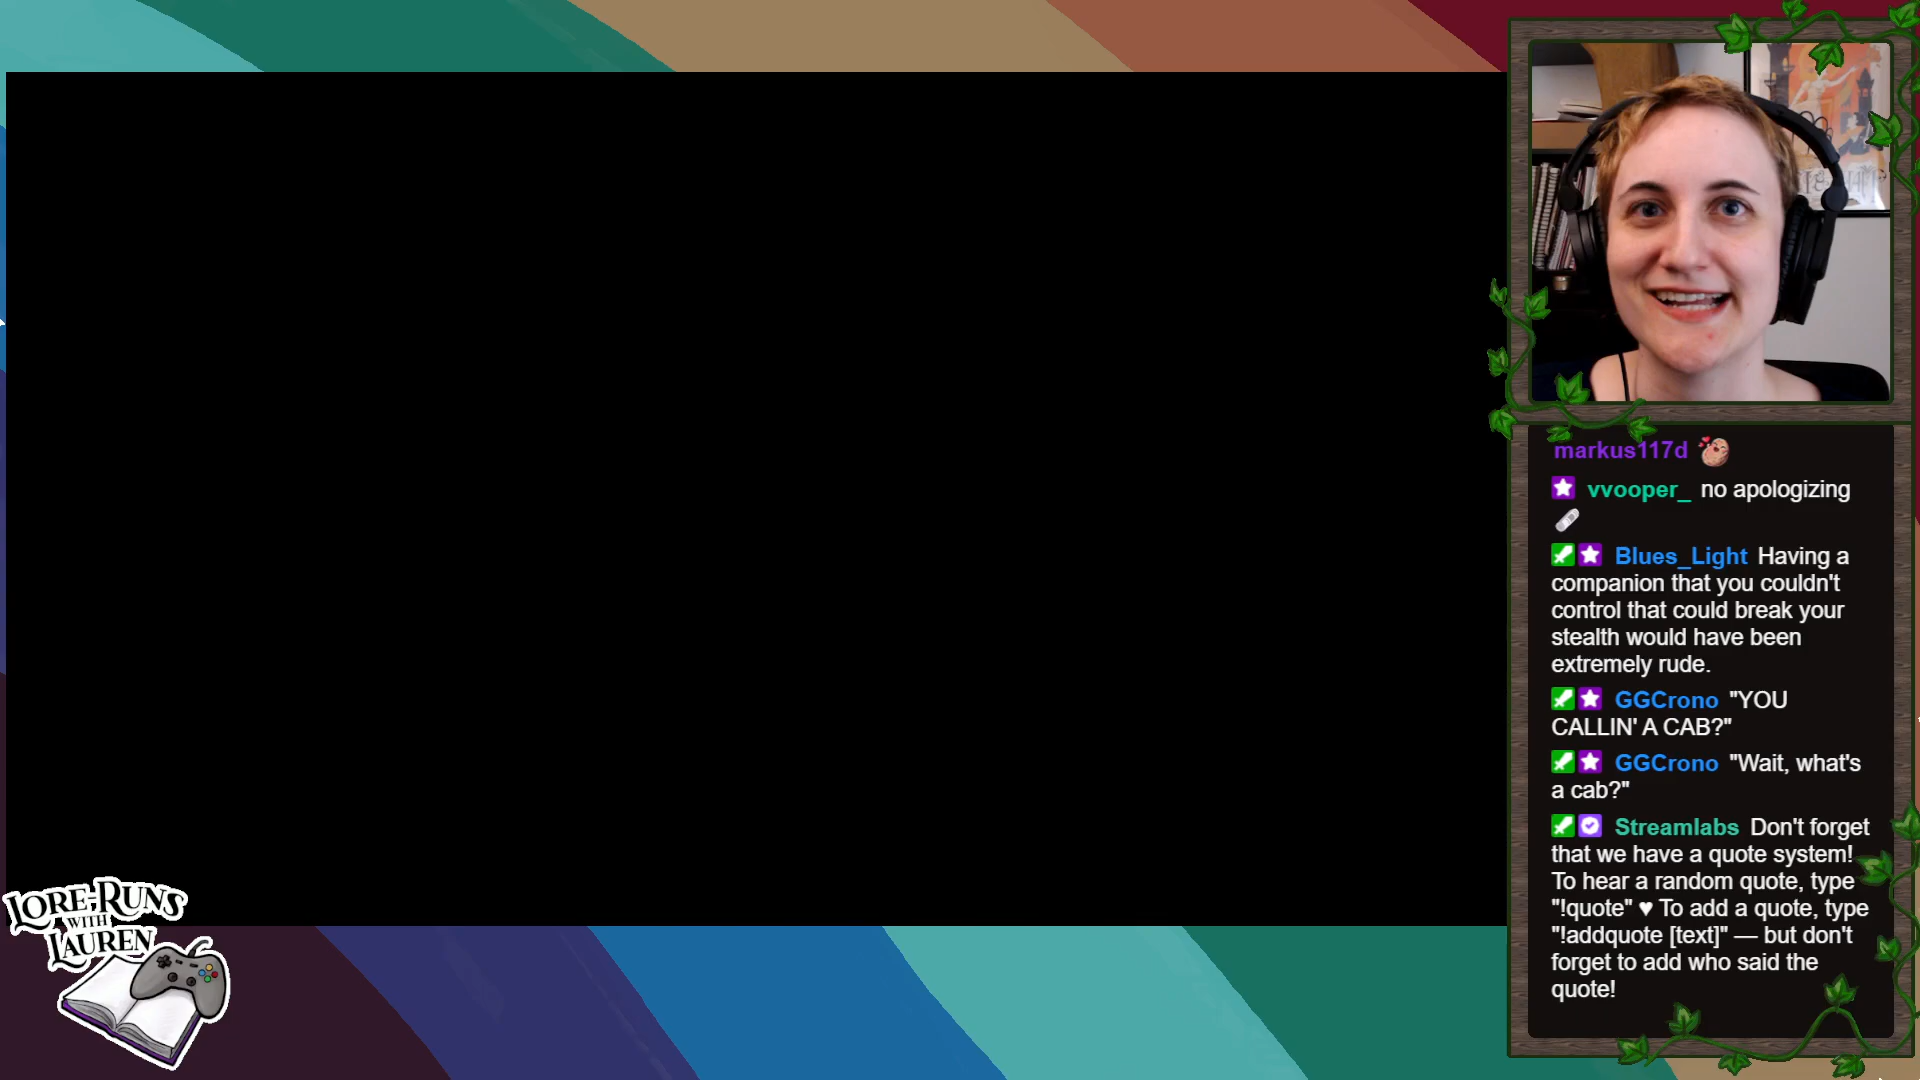 LORE-RUNS
WITH
LAUREN
markus117d
vvooper_ no apologizing
Blues_Light Having a
companion that you couldn't
control that could break your
stealth would have been
extremely rude.
GGCrono "YOU
CALLIN' A CAB?"
GGCrono "Wait, what's
a cab?"
Streamlabs Don't forget
that we have a quote system!
To hear a random quote, type
"!quote" ♥ To add a quote, type
"!addquote [text]" — but don't
forget to add who said the
quote!